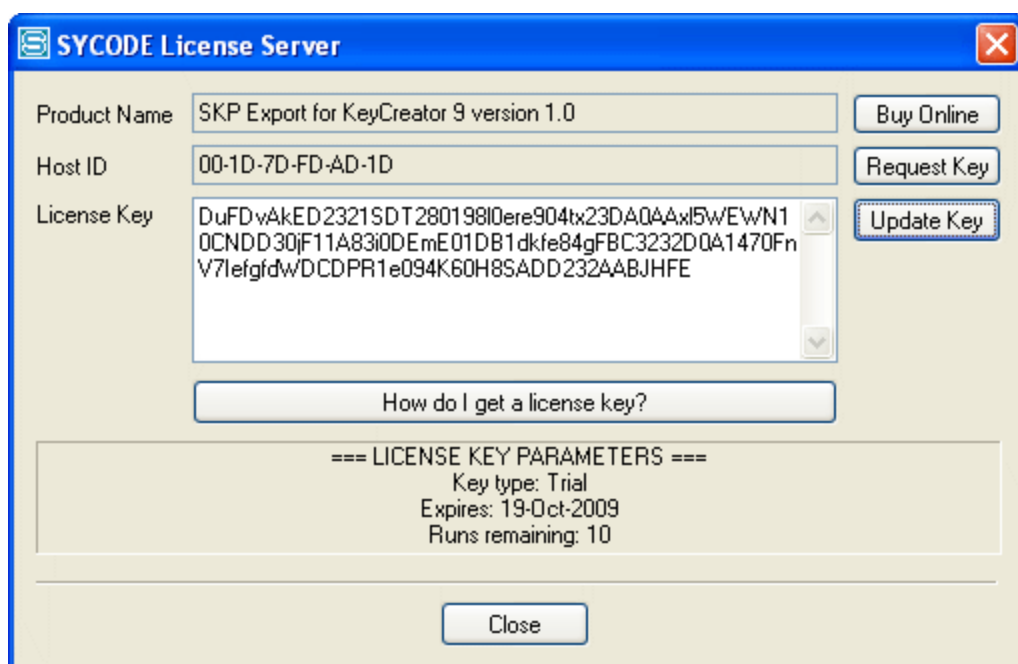 SYCODE License Server
Product Name SKP Export for KeyCreator 9 version 1.0 Buy Online
Host ID 00-1D-7D-FD-AD-1D Request Key
License Key DuFDvAkED2321SDT280198l0ere904tx23DA0AAxl5WEWN1 Update Key
0CNDD30jF11A83i0DEmE01DB1dkfe84gFBC3232D0A1470Fn
V7lefgfdWDCDPR1e094K60H8SADD232AABJHFE
How do I get a license key?
=== LICENSE KEY PARAMETERS ===
Key type: Trial
Expires: 19-Oct-2009
Runs remaining: 10
Close